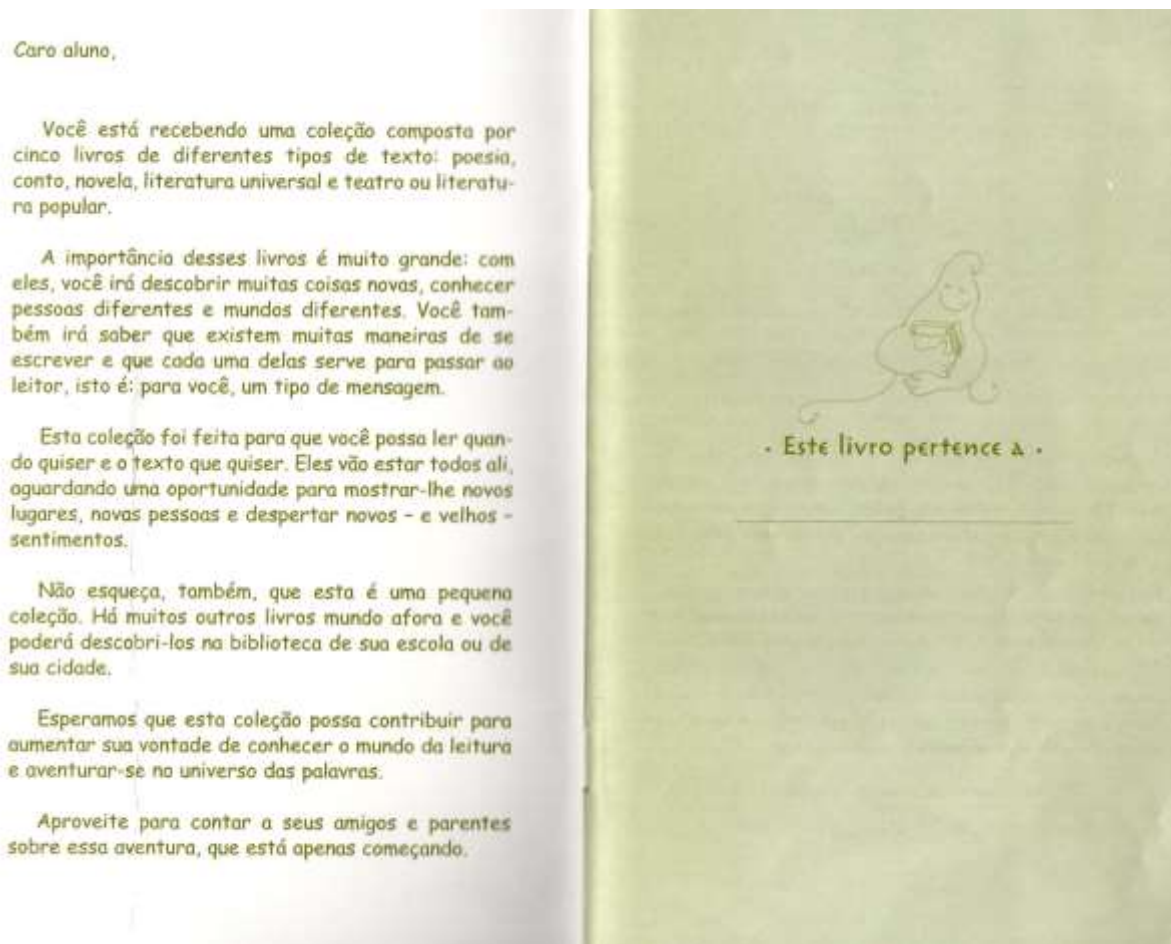 Caro aluno,
Você está recebendo uma coleção composta por
cinco livros de diferentes tipos de texto: poesia,
conto, novela, literatura universal e teatro ou literatu-
ra popular.
A importância desses livros é muito grande: com
eles, você irá descobrir muitas coisas novas, conhecer
pessoas diferentes e mundos diferentes. Você tam-
bém irá saber que existem muitas maneiras de se
escrever e que cada uma delas serve para passar ao
leitor, isto é: para você, um tipo de mensagem.
Esta coleção foi feita para que você possa ler quan-
do quiser e o texto que quiser. Eles vão estar todos ali,
aguardando uma oportunidade para mostrar-lhe novos
lugares, novas pessoas e despertar novos – e velhos –
sentimentos.
Não esqueça, também, que esta é uma pequena
coleção. Há muitos outros livros mundo afora e você
poderá descobri-los na biblioteca de sua escola ou de
sua cidade.
Esperamos que esta coleção possa contribuir para
aumentar sua vontade de conhecer o mundo da leitura
e aventurar-se no universo das palavras.
Aproveite para contar a seus amigos e parentes
sobre essa aventura, que está apenas começando.
· Este livro pertence a ·